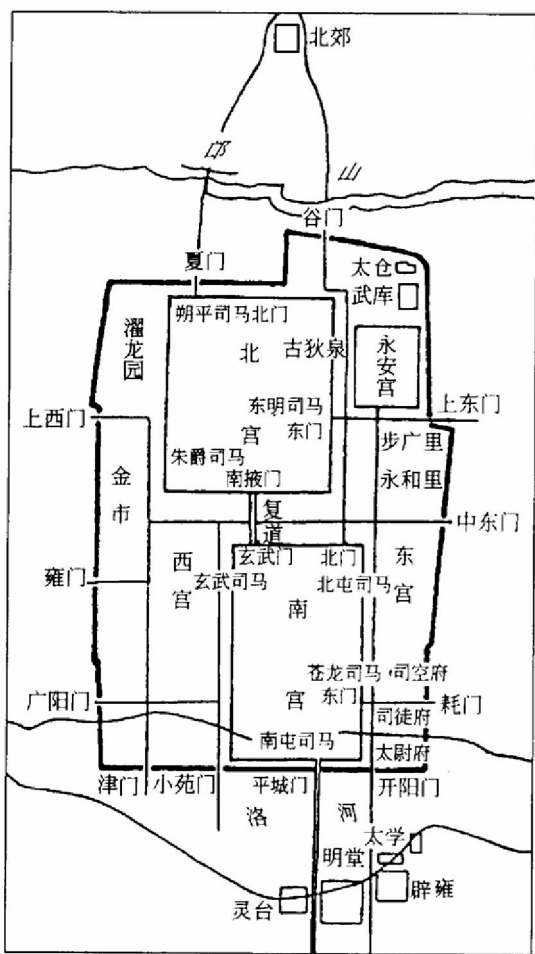 北郊
邙山
谷门
夏门
太仓
武库
朔平司马北门
濯龙园
北宫
古狄泉
永安宫
东明司马
东门
上西门
上东门
步广里
永和里
朱爵司马
南掖门
金市
复道
中东门
玄武门
北门
雍门
西宫
玄武司马
北屯司马
东宫
南宫
苍龙司马
司空府
东门
广阳门
司徒府
耗门
南屯司马
太尉府
津门
小苑门
平城门
开阳门
洛河
太学
明堂
灵台
辟雍